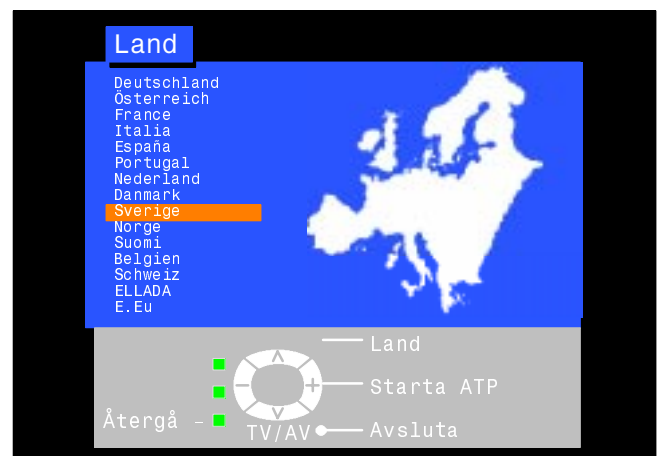 Land
Deutschland
Österreich
France
Italia
España
Portugal
Nederland
Danmark
Sverige
Norge
Suomi
Belgien
Schweiz
ELLADA
E.Eu
Land
Starta ATP
Återgå -
TV/AV
Avsluta